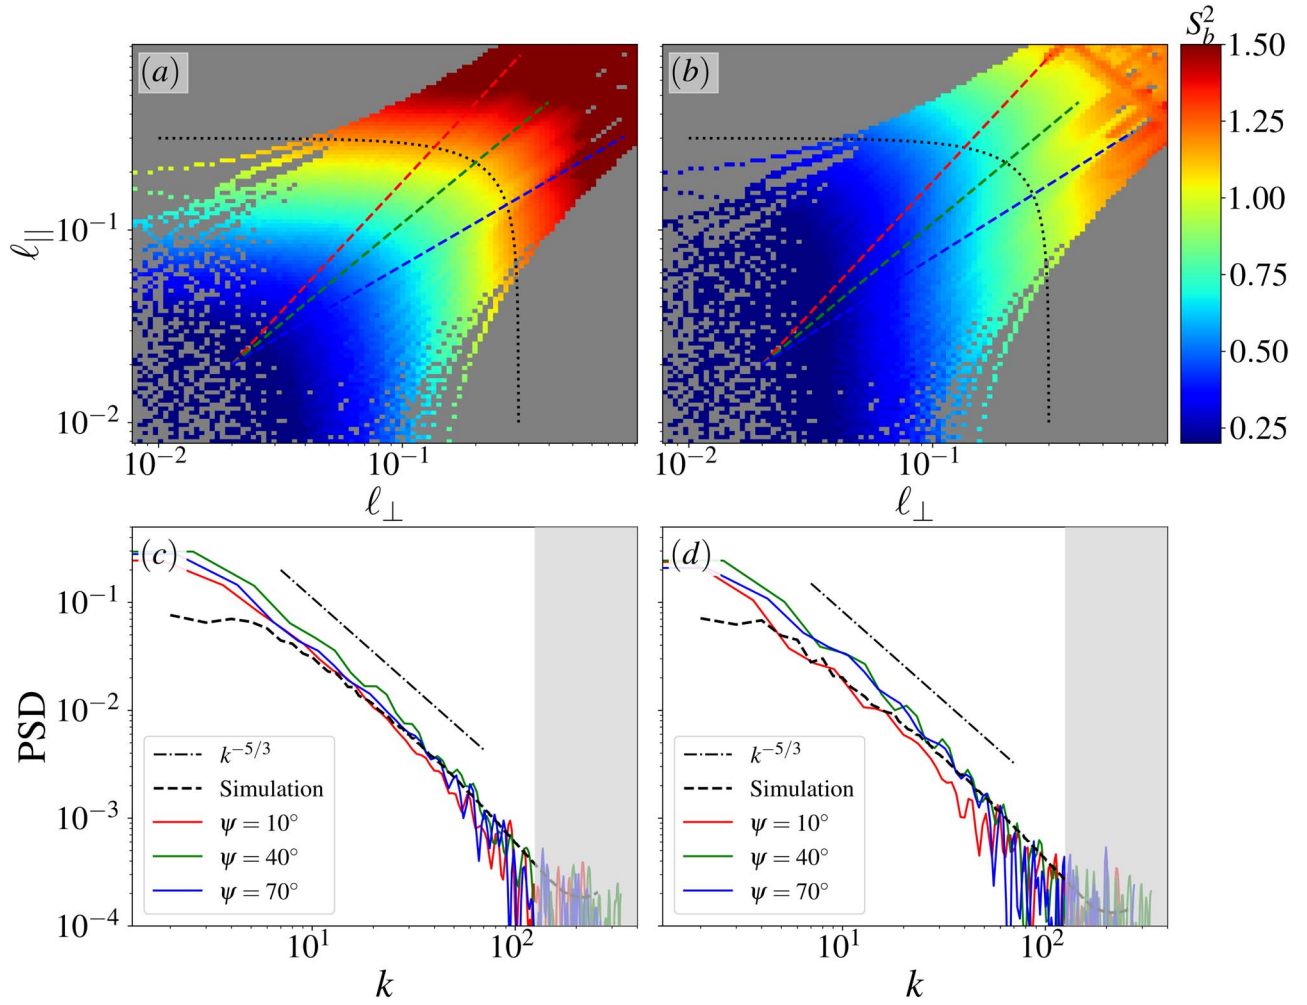 (a)
(b)
S_b^2
1.50
1.25
1.00
0.75
0.50
0.25
ℓ_||
10^{-1}
10^{-2}
10^{-2}
10^{-1}
ℓ_⊥
10^{-2}
10^{-1}
ℓ_⊥
(c)
(d)
PSD
10^{-1}
10^{-2}
10^{-3}
10^{-4}
k^{-5/3}
Simulation
ψ = 10°
ψ = 40°
ψ = 70°
k^{-5/3}
Simulation
ψ = 10°
ψ = 40°
ψ = 70°
10^1
10^2
k
10^1
10^2
k